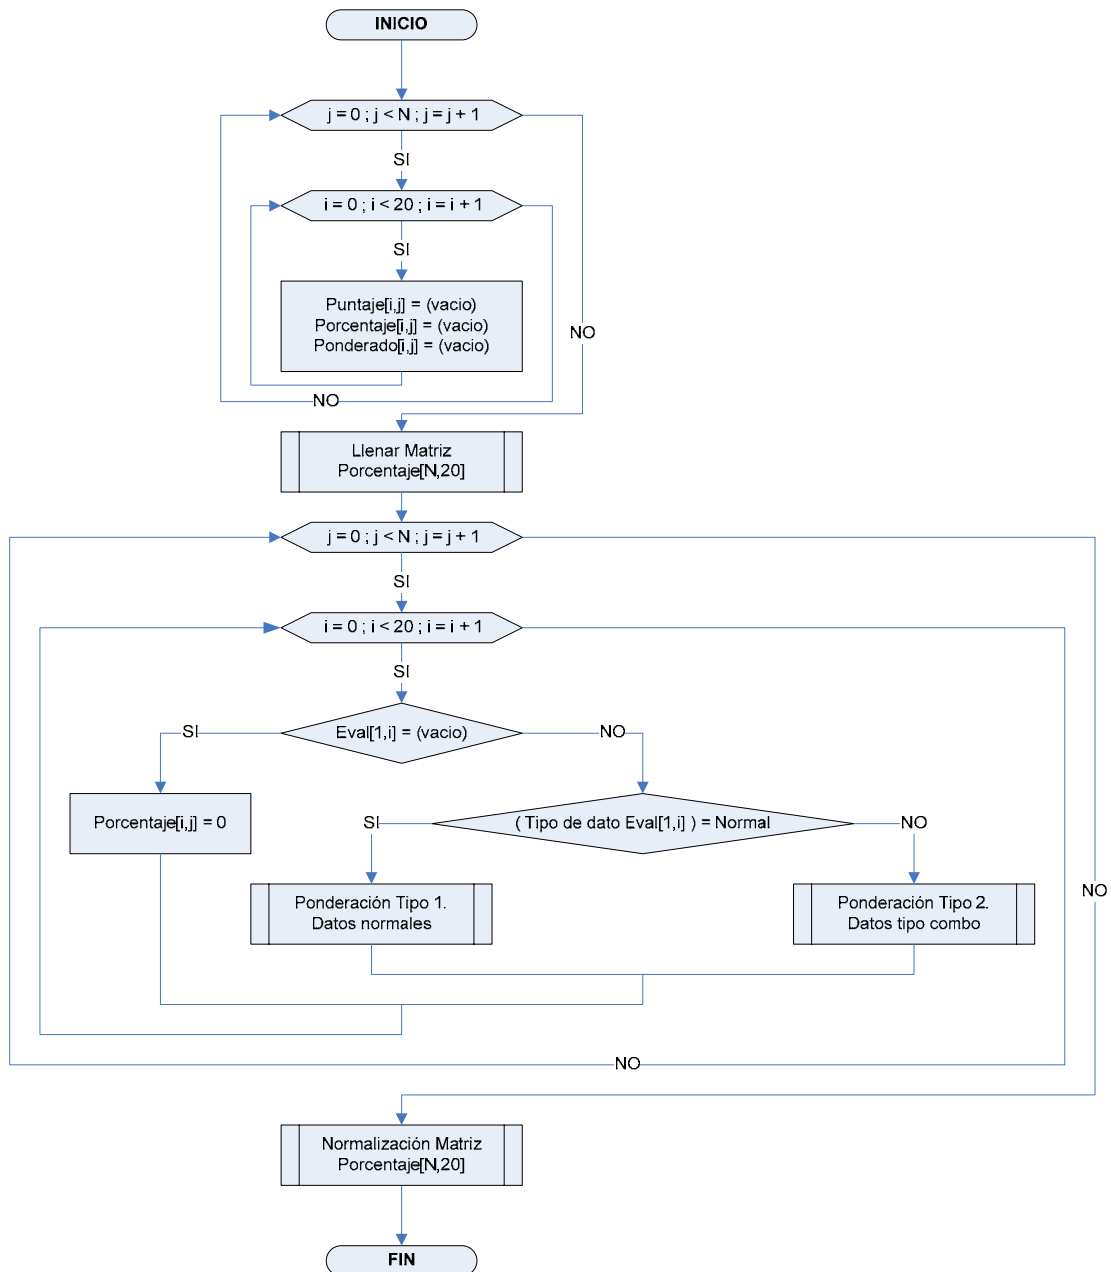 INICIO
j = 0 ; j < N ; j = j + 1
SI
i = 0 ; i < 20 ; i = i + 1
SI
Puntaje[i,j] = (vacio)
Porcentaje[i,j] = (vacio)
Ponderado[i,j] = (vacio)
NO
NO
Llenar Matriz
Porcentaje[N,20]
j = 0 ; j < N ; j = j + 1
SI
i = 0 ; i < 20 ; i = i + 1
SI
Eval[1,i] = (vacio)
SI
NO
Porcentaje[i,j] = 0
( Tipo de dato Eval[1,i] ) = Normal
SI
NO
NO
Ponderación Tipo 1.
Datos normales
Ponderación Tipo 2.
Datos tipo combo
NO
Normalización Matriz
Porcentaje[N,20]
FIN